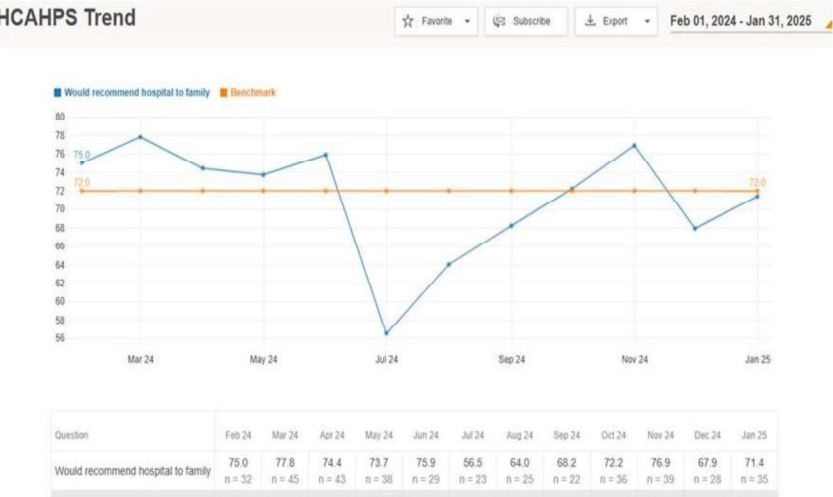 HCAHPS Trend
Favorite
Subscribe
Export
Feb 01, 2024 - Jan 31, 2025
Would recommend hospital to family
Benchmark
80
78
76
74
72
70
68
66
64
62
60
58
56
75.0
72.0
72.0
Mar 24
May 24
Jul 24
Sep 24
Nov 24
Jan 25
Question Feb 24 Mar 24 Apr 24 May 24 Jun 24 Jul 24 Aug 24 Sep 24 Oct 24 Nov 24 Dec 24 Jan 25
Would recommend hospital to family 75.0 77.8 74.4 73.7 75.9 56.5 64.0 68.2 72.2 76.9 67.9 71.4
n = 32 n = 45 n = 43 n = 38 n = 29 n = 23 n = 25 n = 22 n = 36 n = 39 n = 28 n = 35